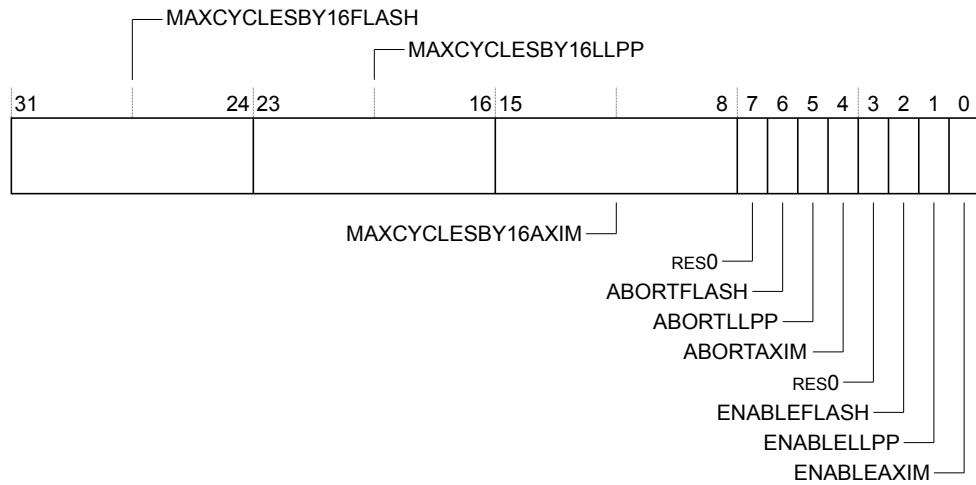 MAXCYCLESBY16FLASH
MAXCYCLESBY16LLPP
31 24 23 16 15 8 7 6 5 4 3 2 1 0
MAXCYCLESBY16AXIM
RES0
ABORTFLASH
ABORTLLPP
ABORTAXIM
RES0
ENABLEFLASH
ENABLELLPP
ENABLEAXIM